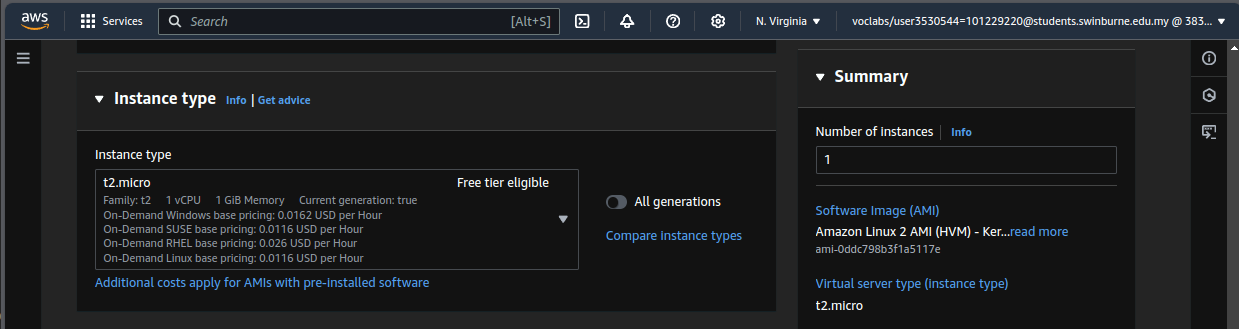 aws Services Search [Alt+S] N. Virginia voclabs/user3530544=101229220@students.swinburne.edu.my @ 383...
Instance type Info | Get advice
Instance type
t2.micro Free tier eligible
Family: t2 1 vCPU 1 GiB Memory Current generation: true
On-Demand Windows base pricing: 0.0162 USD per Hour
On-Demand SUSE base pricing: 0.0116 USD per Hour
On-Demand RHEL base pricing: 0.026 USD per Hour
On-Demand Linux base pricing: 0.0116 USD per Hour
All generations
Compare instance types
Additional costs apply for AMIs with pre-installed software
Summary
Number of instances Info
1
Software Image (AMI)
Amazon Linux 2 AMI (HVM) - Ker...read more
ami-0ddc798b3f1a5117e
Virtual server type (instance type)
t2.micro